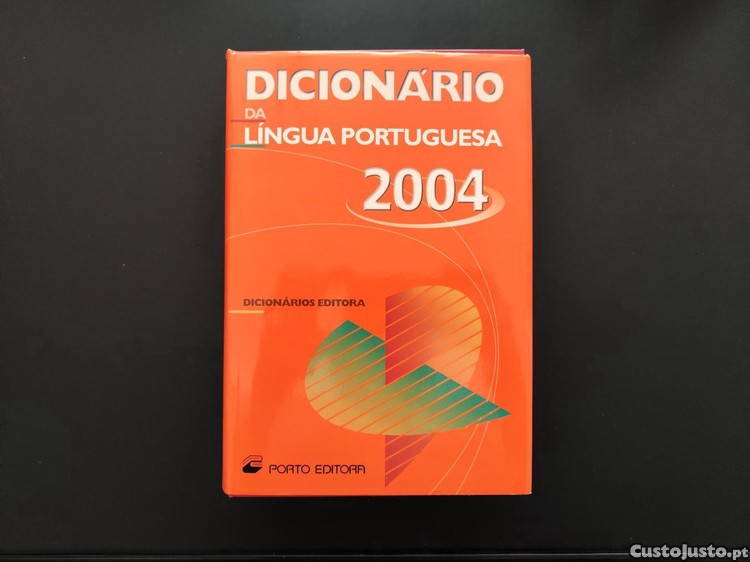 DICIONÁRIO
DA
LÍNGUA PORTUGUESA
2004
DICIONÁRIOS EDITORA
PORTO EDITORA
CustoJusto.pt